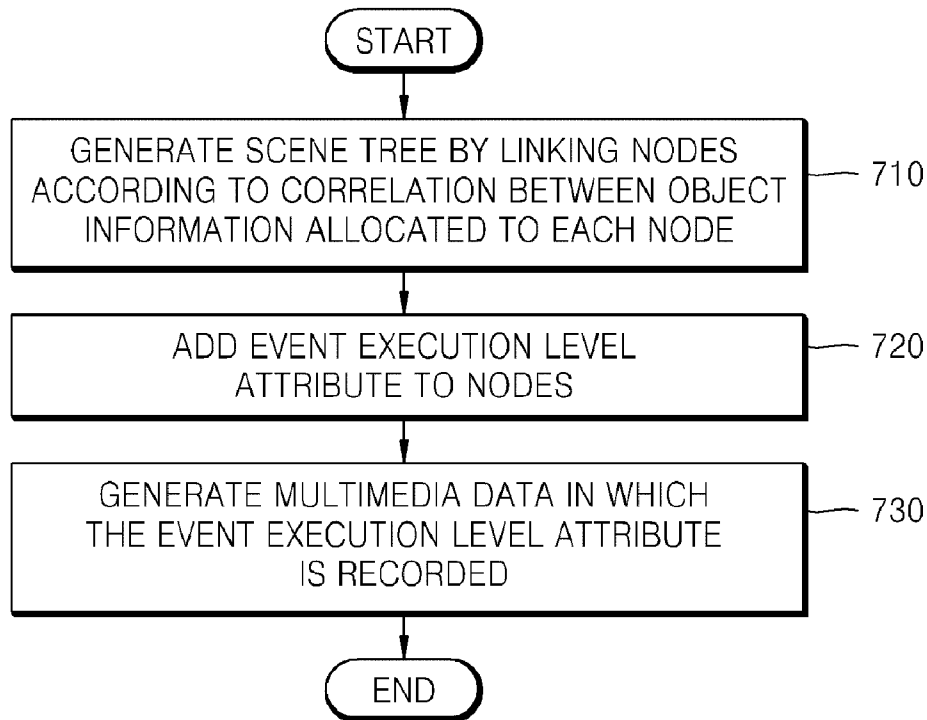 START
GENERATE SCENE TREE BY LINKING NODES
ACCORDING TO CORRELATION BETWEEN OBJECT
INFORMATION ALLOCATED TO EACH NODE
710
ADD EVENT EXECUTION LEVEL
ATTRIBUTE TO NODES
720
GENERATE MULTIMEDIA DATA IN WHICH
THE EVENT EXECUTION LEVEL ATTRIBUTE
IS RECORDED
730
END